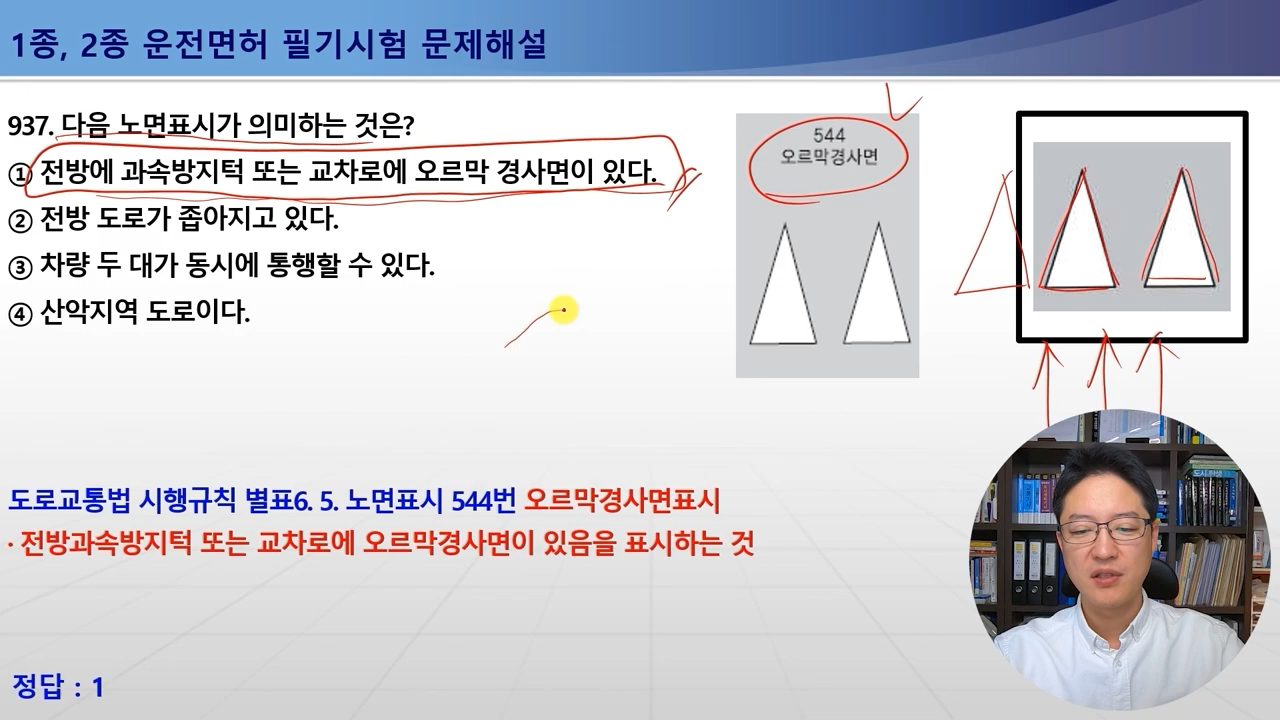 1종, 2종 운전면허 필기시험 문제해설
937. 다음 노면표시가 의미하는 것은?
① 전방에 과속방지턱 또는 교차로에 오르막 경사면이 있다.
② 전방 도로가 좁아지고 있다.
③ 차량 두 대가 동시에 통행할 수 있다.
④ 산악지역 도로이다.
544
오르막경사면
도로교통법 시행규칙 별표6. 5. 노면표시 544번 오르막경사면표시
· 전방과속방지턱 또는 교차로에 오르막경사면이 있음을 표시하는 것
정답 : 1